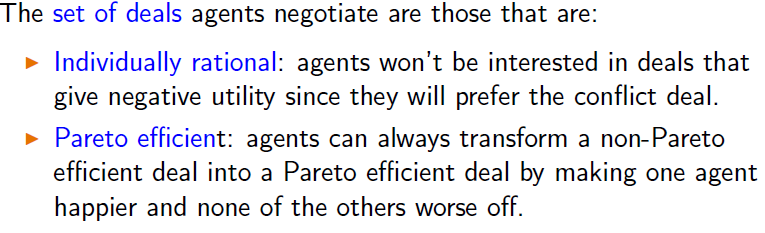 The set of deals agents negotiate are those that are:
▶ Individually rational: agents won't be interested in deals that
give negative utility since they will prefer the conflict deal.
▶ Pareto efficient: agents can always transform a non-Pareto
efficient deal into a Pareto efficient deal by making one agent
happier and none of the others worse off.